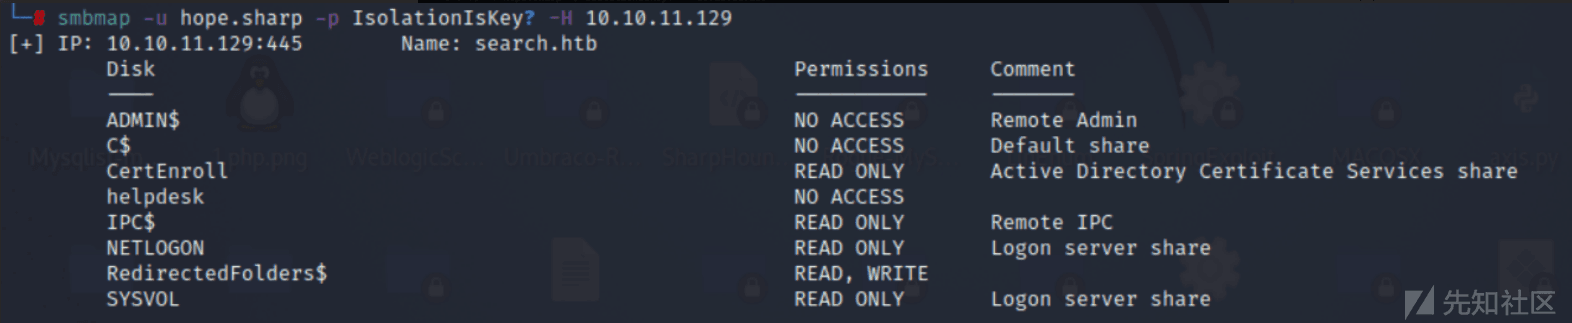 └─# smbmap -u hope.sharp -p IsolationIsKey? -H 10.10.11.129
[+] IP: 10.10.11.129:445 Name: search.htb
Disk Permissions Comment
---- ----------- -------
ADMIN$ NO ACCESS Remote Admin
C$ NO ACCESS Default share
CertEnroll READ ONLY Active Directory Certificate Services share
helpdesk NO ACCESS
IPC$ READ ONLY Remote IPC
NETLOGON READ ONLY Logon server share
RedirectedFolders$ READ, WRITE
SYSVOL READ ONLY Logon server share
先知社区